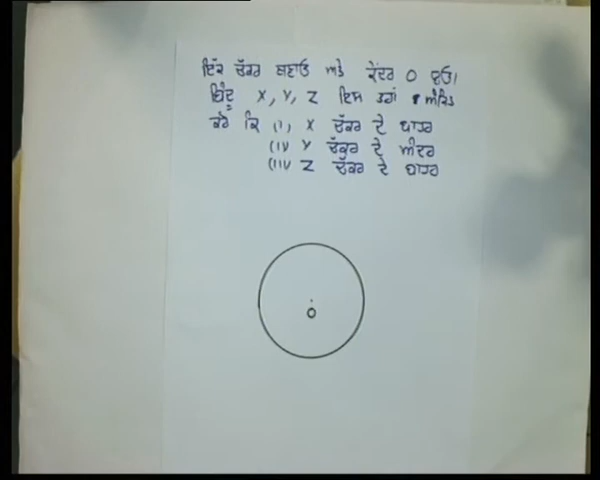 ਇੱਕ ਚੱਕਰ ਬਣਾਓ ਅਤੇ ਕੇਂਦਰ O ਲਓ।
ਬਿੰਦੂ X, Y, Z ਇਸ ਤਰਾਂ ਅੰਕਿਤ
ਕਰੋ ਕਿ (i) X ਚੱਕਰ ਦੇ ਬਾਹਰ
(ii) Y ਚੱਕਰ ਦੇ ਅੰਦਰ
(iii) Z ਚੱਕਰ ਦੇ ਬਾਹਰ
O